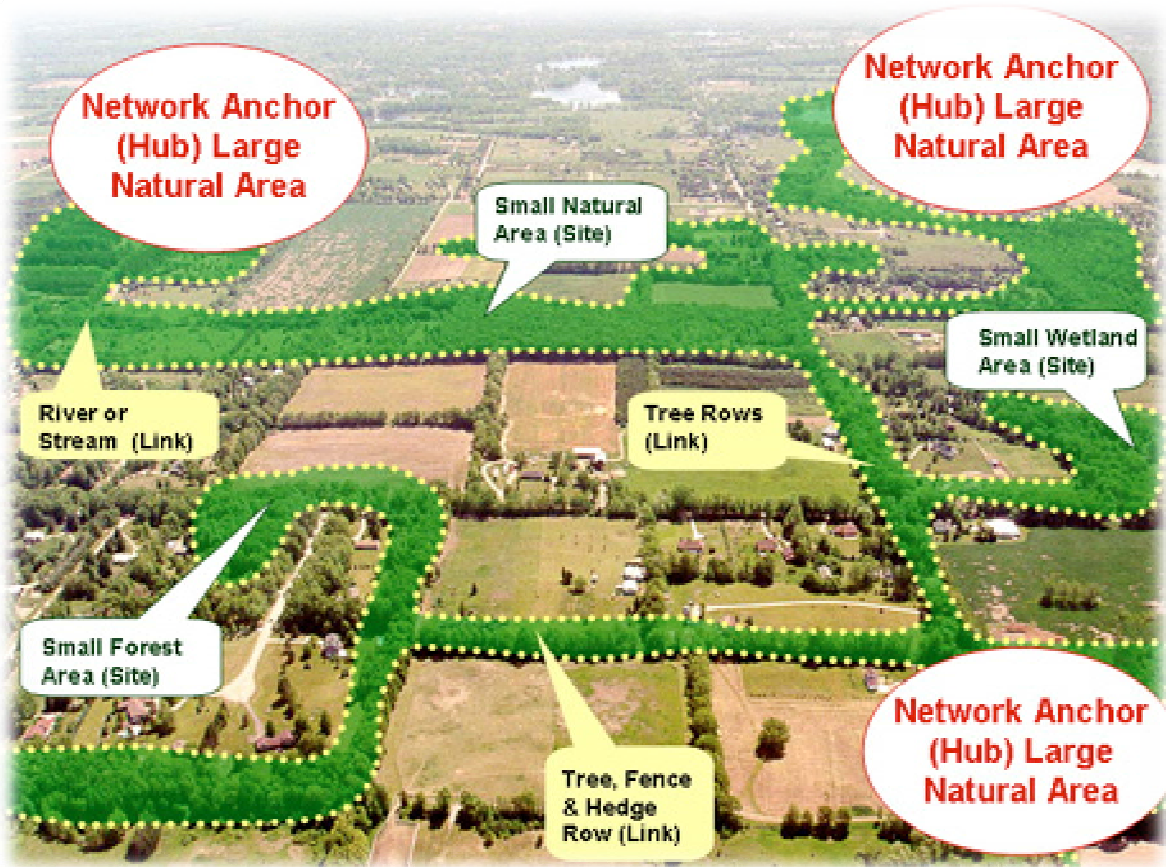 Network Anchor
(Hub) Large
Natural Area
Network Anchor
(Hub) Large
Natural Area
Small Natural
Area (Site)
Small Wetland
Area (Site)
River or
Stream (Link)
Tree Rows
(Link)
Small Forest
Area (Site)
Tree, Fence
& Hedge
Row (Link)
Network Anchor
(Hub) Large
Natural Area